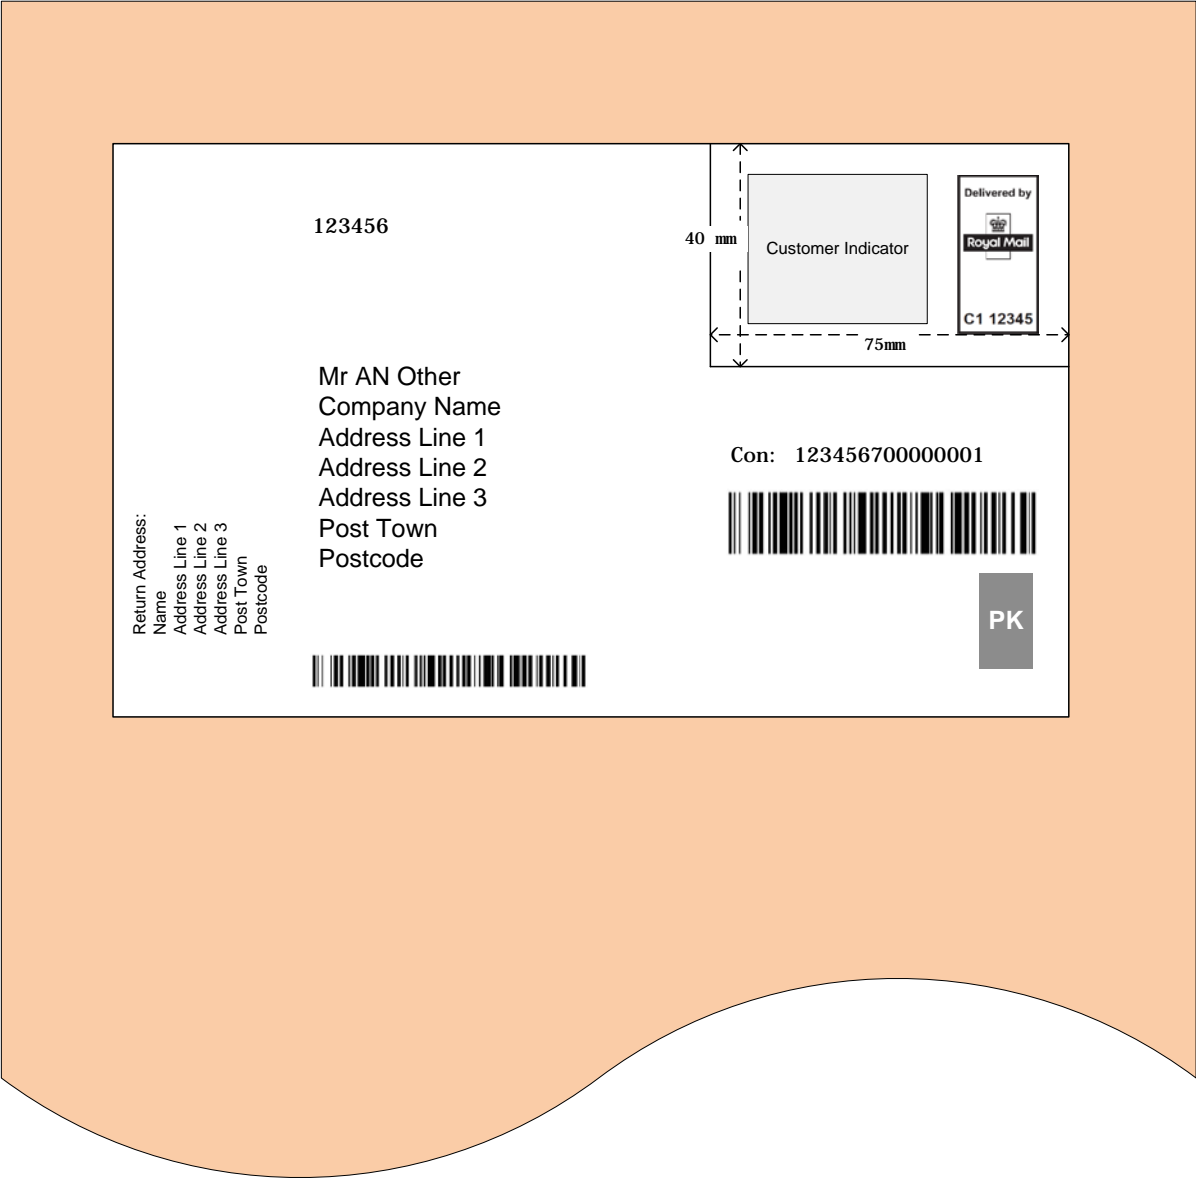 123456
Delivered by
Royal Mail
C1 12345
40 mm
Customer Indicator
75mm
Mr AN Other
Company Name
Address Line 1
Address Line 2
Address Line 3
Post Town
Postcode
Con: 123456700000001
PK
Return Address:
Name
Address Line 1
Address Line 2
Address Line 3
Post Town
Postcode